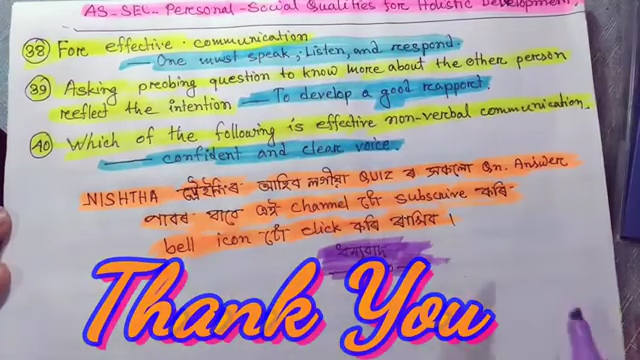 AS-SEC- Personal-Social Qualities for Holistic Development.
38 For effective communication
— One must speak, Listen, and respond.
39 Asking probing question to know more about the other person
reflect the intention — To develop a good rapport.
40 Which of the following is effective non-verbal communication.
— confident and clear voice.
NISHTHA ট্ৰেইনিংৰ আহিব লগীয়া QUIZ ৰ সকলো Qn. Answer
পাবৰ বাবে এই channel টো subscribe কৰি
bell icon টো click কৰি ৰাখিব।
ধন্যবাদ
Thank You